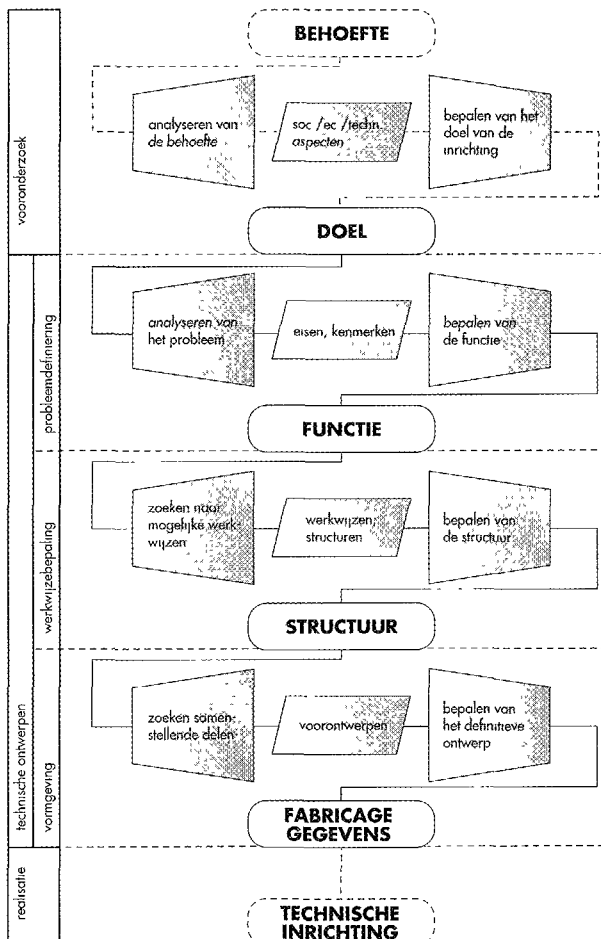 BEHOEFTE
vooronderzoek
analyseren van
de behoefte
soc /ec /techn.
aspecten
bepalen van het
doel van de
inrichting
DOEL
technische ontwerpen
probleemdefiniering
analyseren van
het probleem
eisen, kenmerken
bepalen van
de functie
FUNCTIE
werkwijzebepaling
zoeken naar
mogelijke werk-
wijzen
werkwijzen,
structuren
bepalen van
de structuur
STRUCTUUR
vormgeving
zoeken samen-
stellende delen
voorontwerpen
bepalen van
het definitieve
ontwerp
FABRICAGE
GEGEVENS
realisatie
TECHNISCHE
INRICHTING